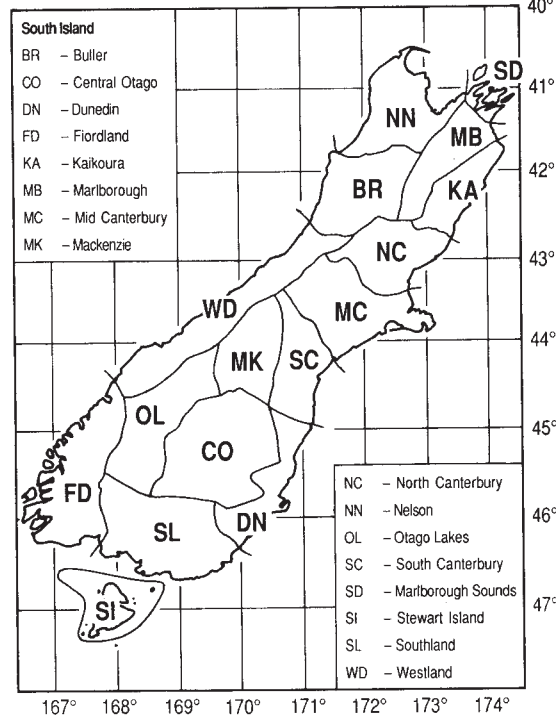 South Island
BR – Buller
CO – Central Otago
DN – Dunedin
FD – Fiordland
KA – Kaikoura
MB – Marlborough
MC – Mid Canterbury
MK – Mackenzie
40°
SD
41°
NN
MB
42°
BR
KA
NC
43°
WD
MC
44°
MK
SC
OL
45°
CO
FD
46°
SL
DN
47°
SI
NC – North Canterbury
NN – Nelson
OL – Otago Lakes
SC – South Canterbury
SD – Marlborough Sounds
SI – Stewart Island
SL – Southland
WD – Westland
167° 168° 169° 170° 171° 172° 173° 174°